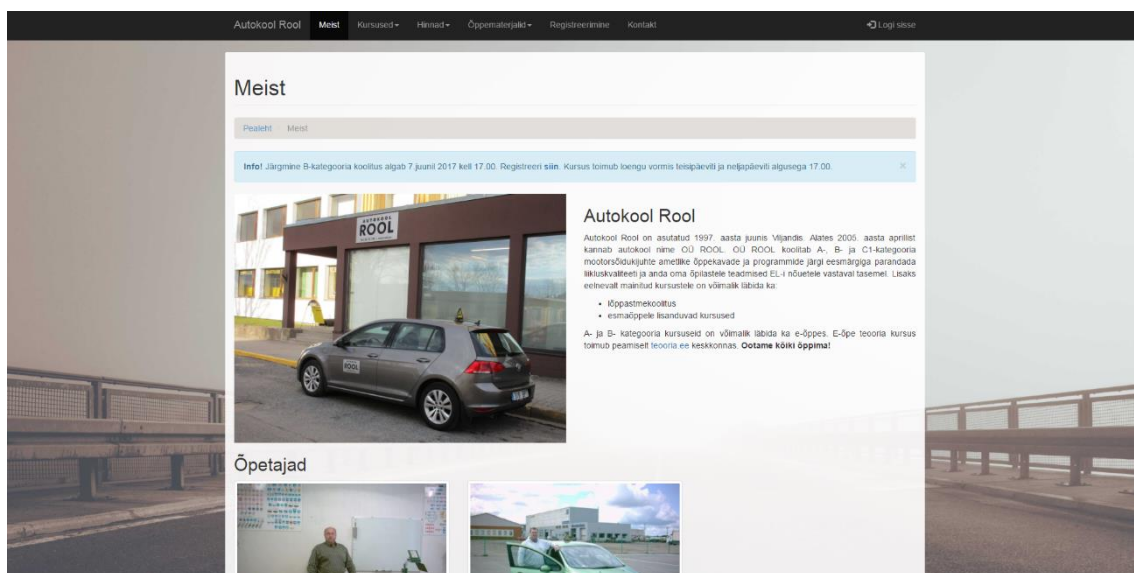 Autokool Rool Meist Kursused Hinnad Õppematerjalid Registreerimine Kontakt Logi sisse
Meist
Pealeht Meist
Info! Järgmine B-kategooria koolitus algab 7.juunil 2017 kell 17.00. Registreeri siin. Kursus toimub loengu vormis teisipäeviti ja neljapäeviti algusega 17.00. ×
AUTOKOOL
ROOL
ROOL
Autokool Rool
Autokool Rool on asutatud 1997. aasta juunis Viljandis. Alates 2005. aasta aprillist
kannab autokool nime OÜ ROOL. OÜ ROOL koolitab A-, B- ja C1-kategooria
mootorsõidukijuhte ametlike õppekavade ja programmide järgi eesmärgiga parandada
liikluskvaliteeti ja anda oma õpilastele teadmised EL-i nõuetele vastaval tasemel. Lisaks
eelnevalt mainitud kursustele on võimalik läbida ka:
• lõppastmekoolitus
• esmaõppele lisanduvad kursused
A- ja B- kategooria kursuseid on võimalik läbida ka e-õppes. E-õpe teooria kursus
toimub peamiselt teooria.ee keskkonnas. Ootame kõiki õppima!
Õpetajad